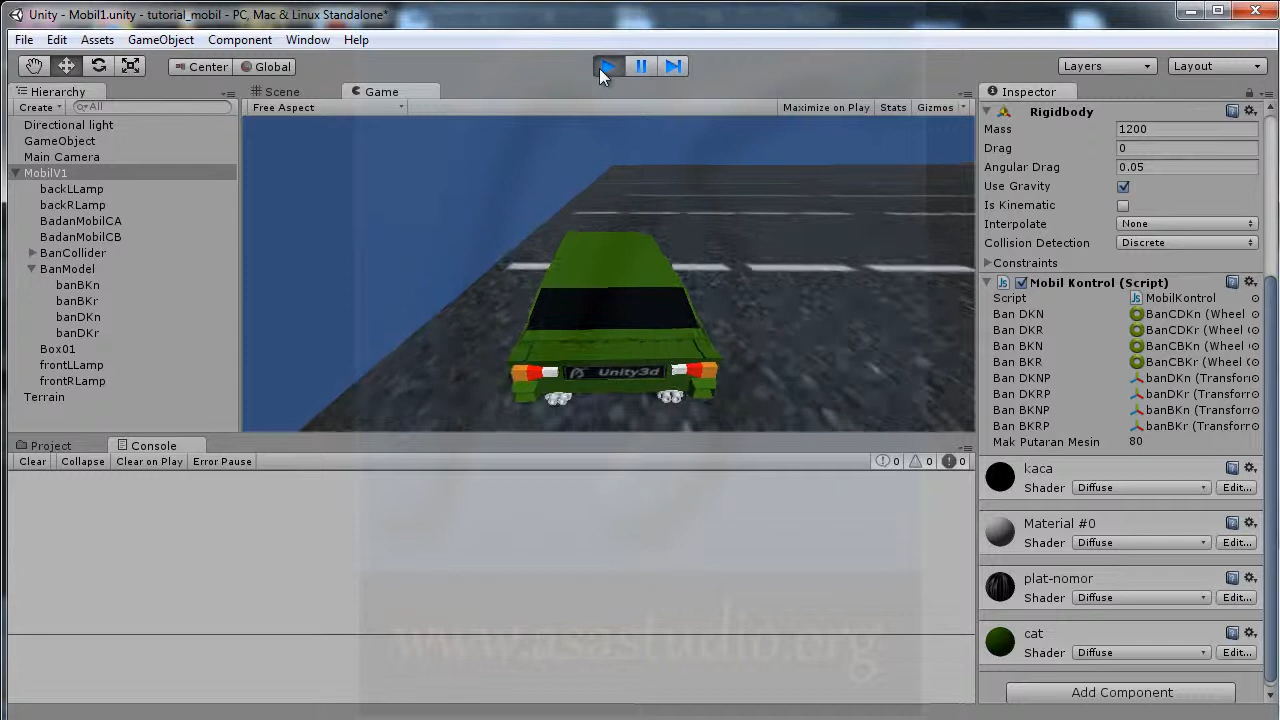 Unity - Mobil1.unity - tutorial_mobil - PC, Mac & Linux Standalone*
File Edit Assets GameObject Component Window Help
Center Global Layers Layout
Hierarchy Scene Game Inspector
Create All Free Aspect Maximize on Play Stats Gizmos
Directional light
GameObject
Main Camera
MobilV1
backLLamp
backRLamp
BadanMobilCA
BadanMobilCB
BanCollider
BanModel
banBKn
banBKr
banDKn
banDKr
Box01
frontLLamp
frontRLamp
Terrain
Unity3d
Rigidbody
Mass 1200
Drag 0
Angular Drag 0.05
Use Gravity
Is Kinematic
Interpolate None
Collision Detection Discrete
Constraints
Mobil Kontrol (Script)
Script MobilKontrol
Ban DKN BanCDKn (Wheel
Ban DKR BanCDKr (Wheel
Ban BKN BanCBKn (Wheel
Ban BKR BanCBKr (Wheel
Ban DKNP banDKn (Transfor
Ban DKRP banDKr (Transfor
Ban BKNP banBKn (Transfor
Ban BKRP banBKr (Transfor
Mak Putaran Mesin 80
kaca
Shader Diffuse Edit...
Material #0
Shader Diffuse Edit...
plat-nomor
Shader Diffuse Edit...
cat
Shader Diffuse Edit...
Add Component
Project Console
Clear Collapse Clear on Play Error Pause 0 0 0
www.asastudio.org